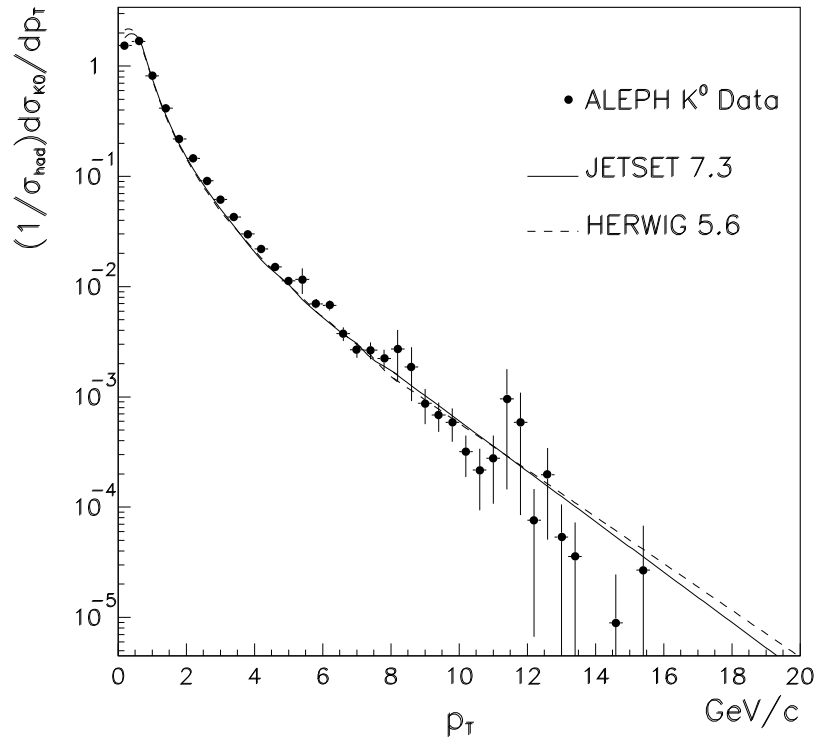 (1/σhad)dσK0/dpT
1
10⁻¹
10⁻²
10⁻³
10⁻⁴
10⁻⁵
ALEPH K⁰ Data
JETSET 7.3
HERWIG 5.6
0 2 4 6 8 10 12 14 16 18 20
GeV/c
pT